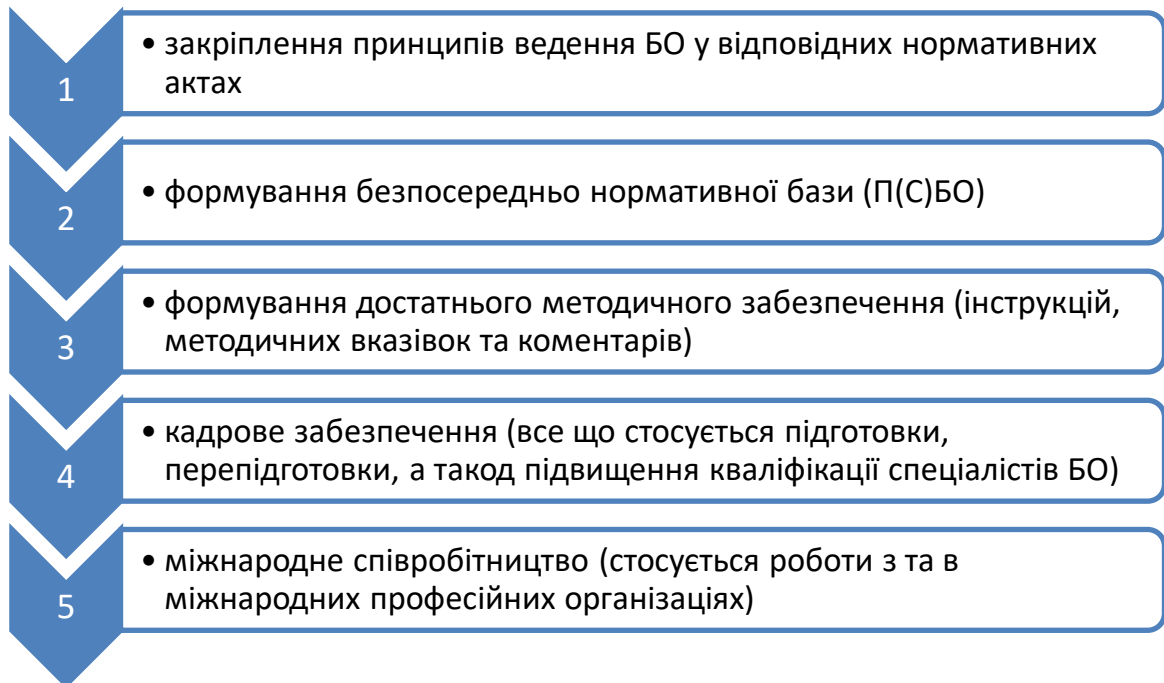 1
• закріплення принципів ведення БО у відповідних нормативних
актах
2
• формування безпосередньо нормативної бази (П(С)БО)
3
• формування достатнього методичного забезпечення (інструкцій,
методичних вказівок та коментарів)
4
• кадрове забезпечення (все що стосується підготовки,
перепідготовки, а такод підвищення кваліфікації спеціалістів БО)
5
• міжнародне співробітництво (стосується роботи з та в
міжнародних професійних організаціях)